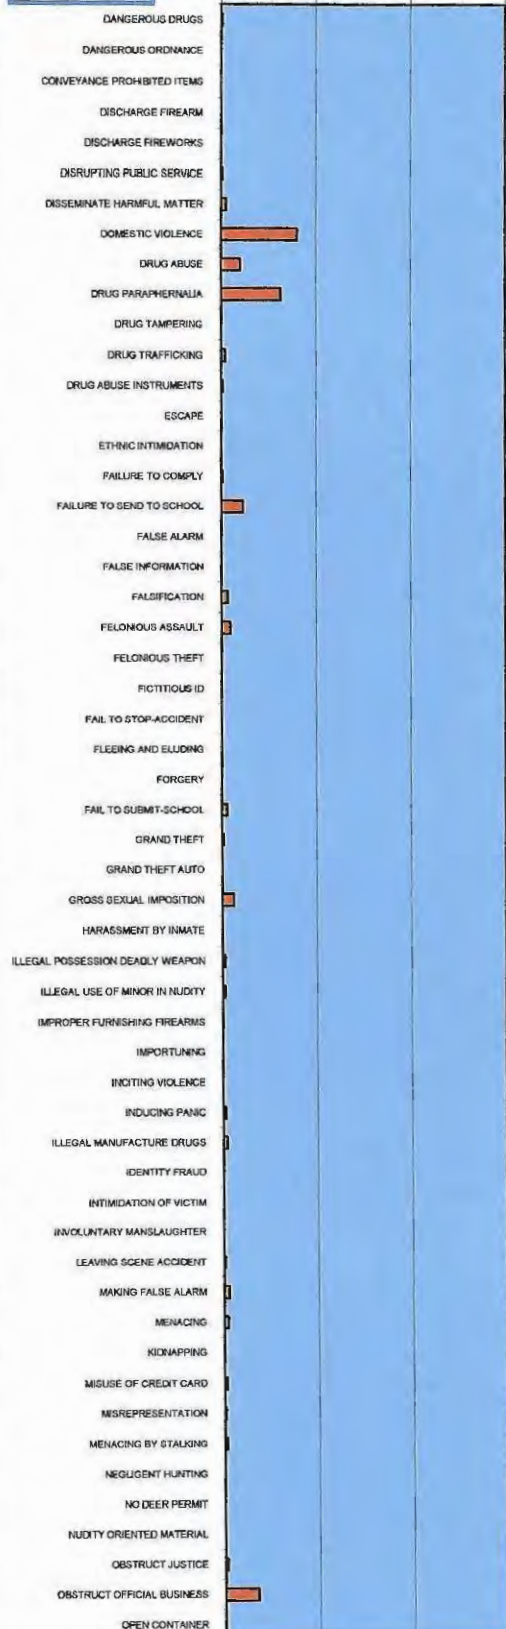 DANGEROUS DRUGS
DANGEROUS ORDNANCE
CONVEYANCE PROHIBITED ITEMS
DISCHARGE FIREARM
DISCHARGE FIREWORKS
DISRUPTING PUBLIC SERVICE
DISSEMINATE HARMFUL MATTER
DOMESTIC VIOLENCE
DRUG ABUSE
DRUG PARAPHERNALIA
DRUG TAMPERING
DRUG TRAFFICKING
DRUG ABUSE INSTRUMENTS
ESCAPE
ETHNIC INTIMIDATION
FAILURE TO COMPLY
FAILURE TO SEND TO SCHOOL
FALSE ALARM
FALSE INFORMATION
FALSIFICATION
FELONIOUS ASSAULT
FELONIOUS THEFT
FICTITIOUS ID
FAIL TO STOP-ACCIDENT
FLEEING AND ELUDING
FORGERY
FAIL TO SUBMIT-SCHOOL
GRAND THEFT
GRAND THEFT AUTO
GROSS SEXUAL IMPOSITION
HARASSMENT BY INMATE
ILLEGAL POSSESSION DEADLY WEAPON
ILLEGAL USE OF MINOR IN NUDITY
IMPROPER FURNISHING FIREARMS
IMPORTUNING
INCITING VIOLENCE
INDUCING PANIC
ILLEGAL MANUFACTURE DRUGS
IDENTITY FRAUD
INTIMIDATION OF VICTIM
INVOLUNTARY MANSLAUGHTER
LEAVING SCENE ACCIDENT
MAKING FALSE ALARM
MENACING
KIDNAPPING
MISUSE OF CREDIT CARD
MISREPRESENTATION
MENACING BY STALKING
NEGLIGENT HUNTING
NO DEER PERMIT
NUDITY ORIENTED MATERIAL
OBSTRUCT JUSTICE
OBSTRUCT OFFICIAL BUSINESS
OPEN CONTAINER